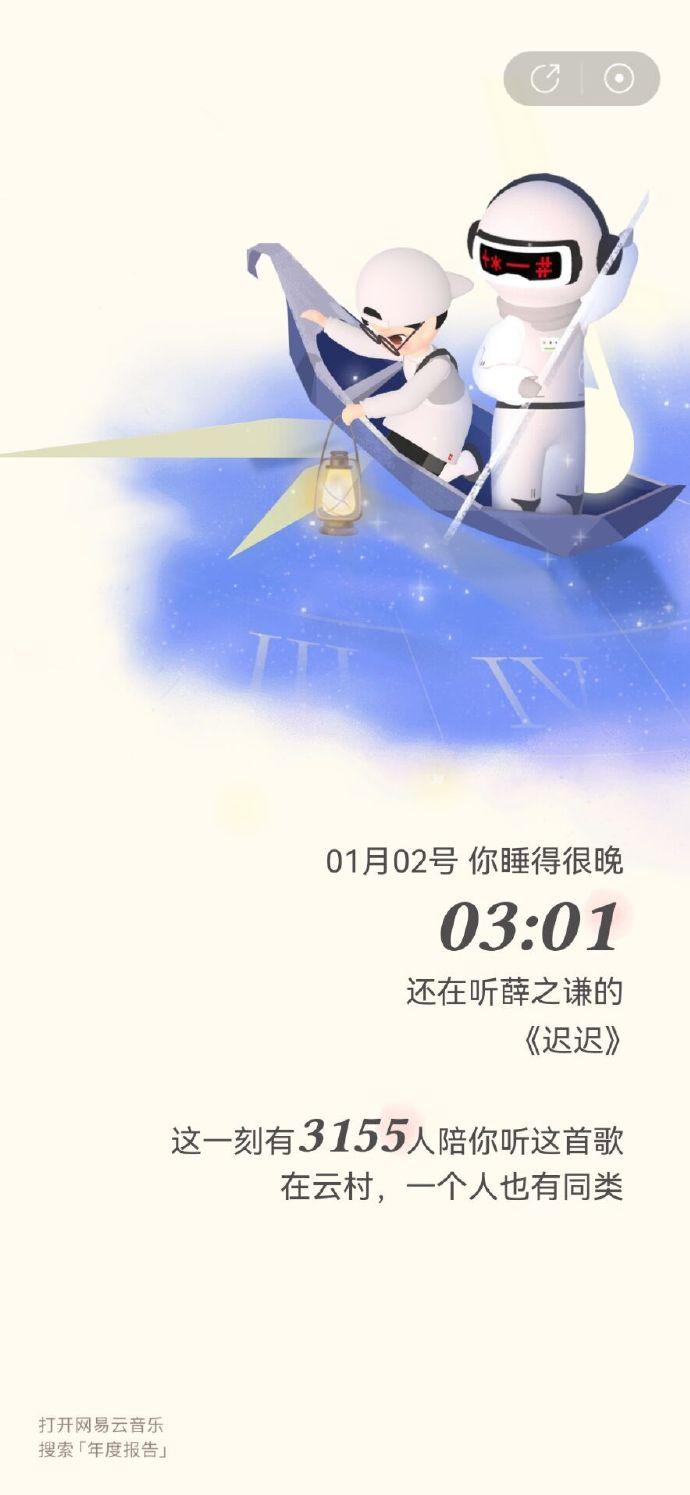 III
IV
01月02号 你睡得很晚
03:01
还在听薛之谦的
《迟迟》
这一刻有3155人陪你听这首歌
在云村，一个人也有同类
打开网易云音乐
搜索「年度报告」